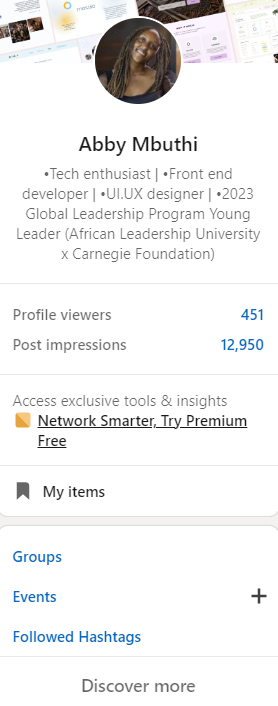 Abby Mbuthi
•Tech enthusiast | •Front end
developer | •UI.UX designer | •2023
Global Leadership Program Young
Leader (African Leadership University
x Carnegie Foundation)
Profile viewers 451
Post impressions 12,950
Access exclusive tools & insights
Network Smarter, Try Premium
Free
My items
Groups
Events
Followed Hashtags
Discover more